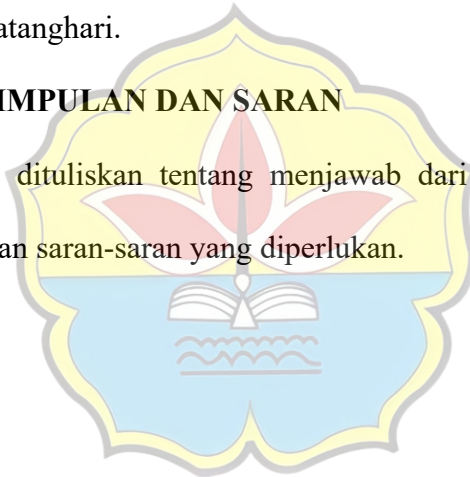 atanghari.
IMPULAN DAN SARAN
dituliskan tentang menjawab dari
an saran-saran yang diperlukan.